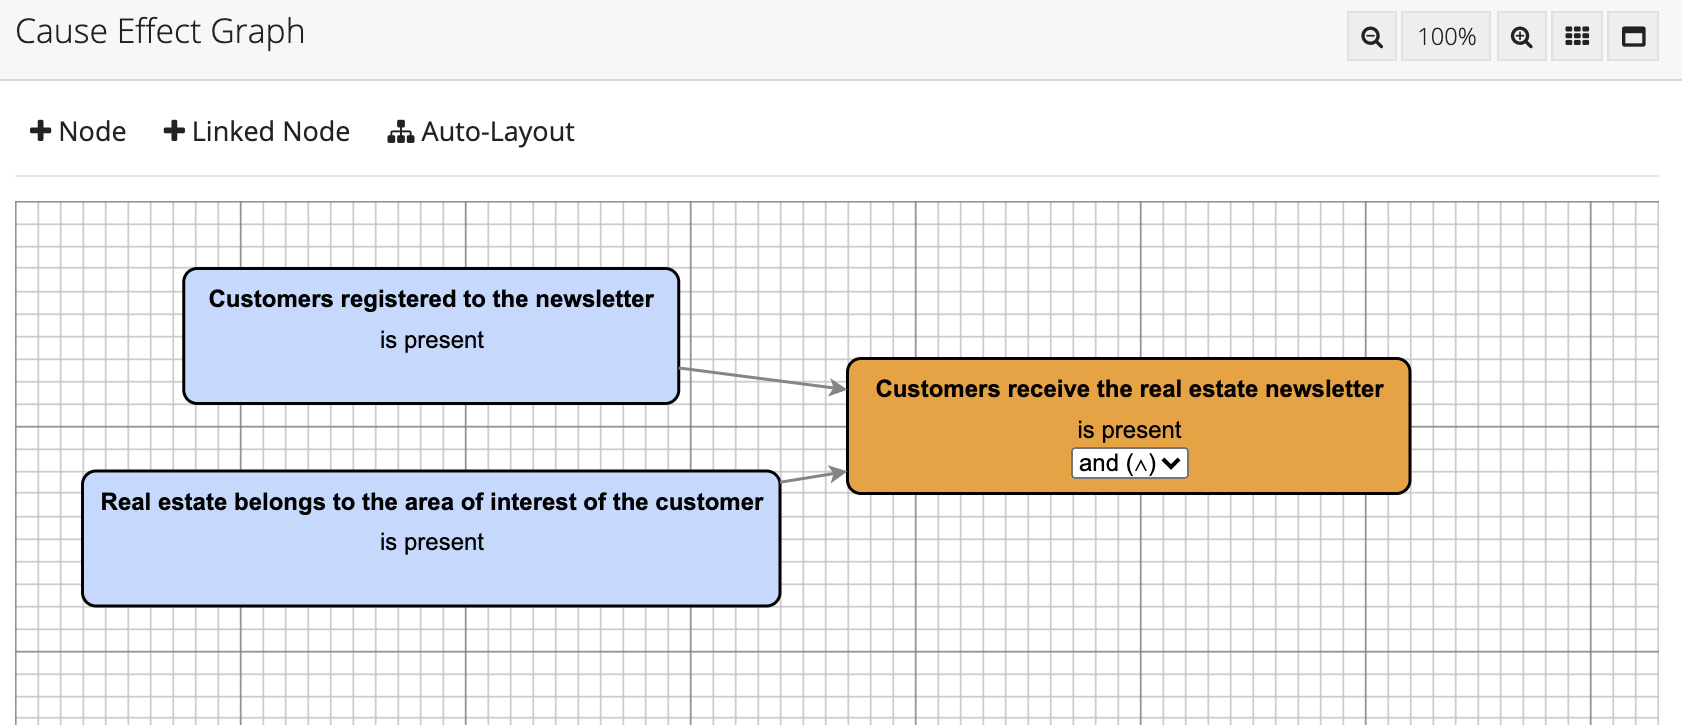 Cause Effect Graph
100%
Node
Linked Node
Auto-Layout
Customers registered to the newsletter
is present
Customers receive the real estate newsletter
is present
and (∧)
Real estate belongs to the area of interest of the customer
is present